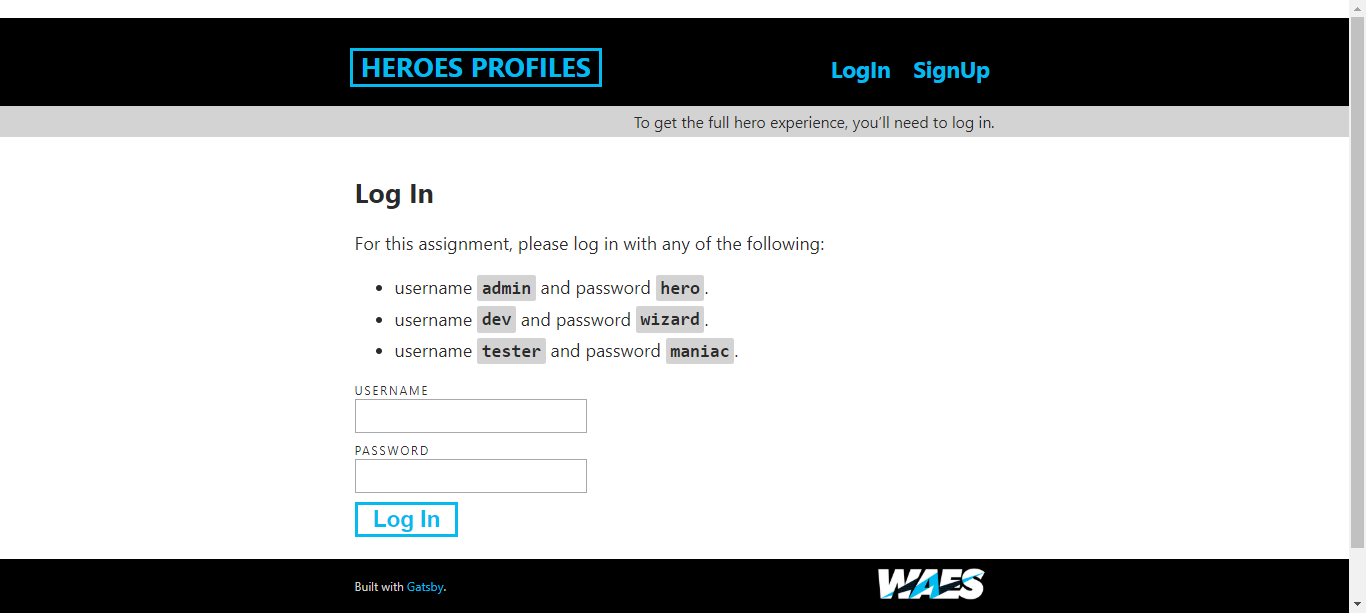 HEROES PROFILES
LogIn SignUp
To get the full hero experience, you’ll need to log in.
Log In
For this assignment, please log in with any of the following:
• username admin and password hero.
• username dev and password wizard.
• username tester and password maniac.
USERNAME
PASSWORD
Log In
Built with Gatsby.
WAES